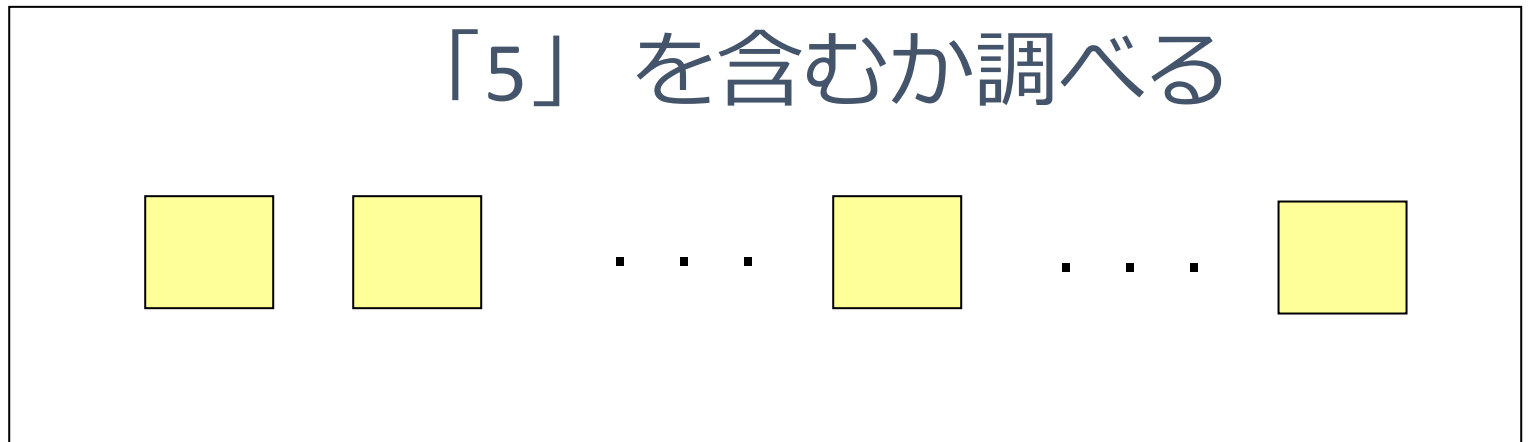 「5」 を含むか調べる
. . .
. . .